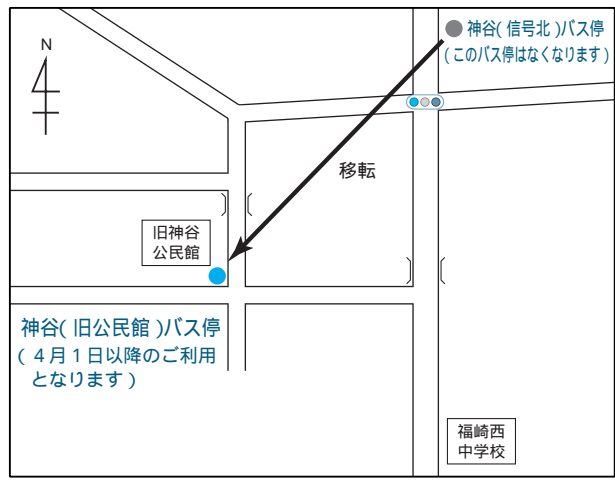 神谷(信号北)バス停
(このバス停はなくなります)
N
移転
旧神谷
公民館
神谷(旧公民館)バス停
(4月1日以降のご利用
となります)
福崎西
中学校